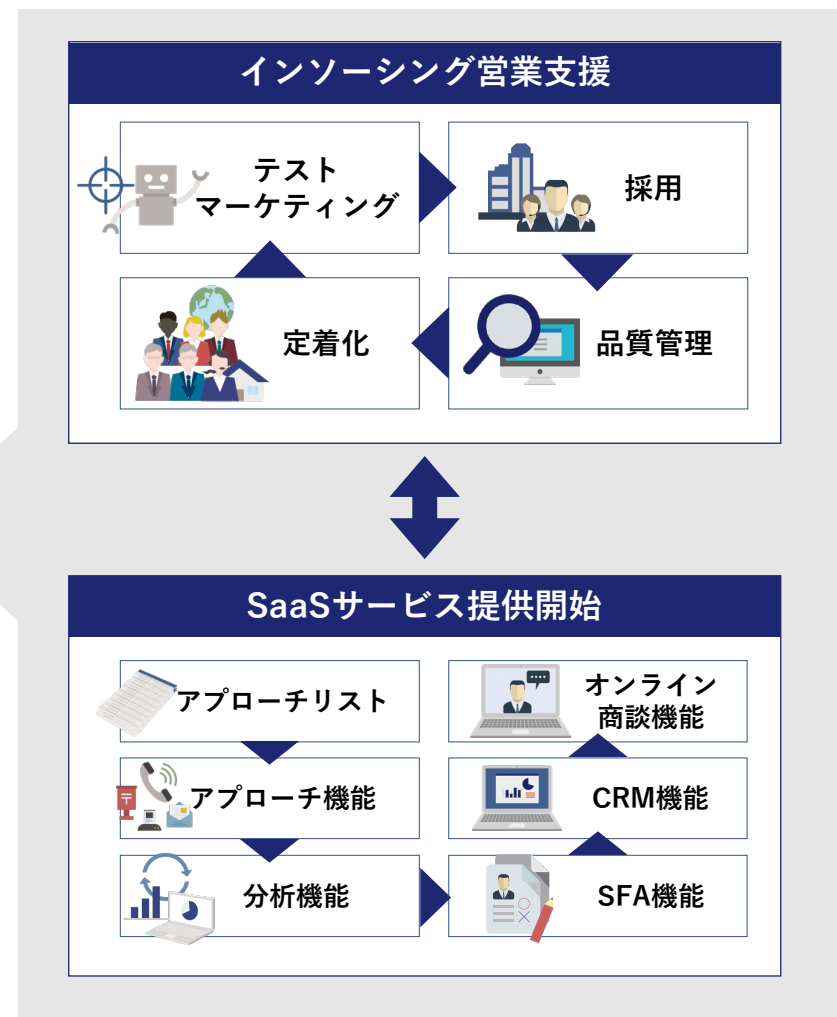 インソーシング営業支援
テスト
マーケティング
採用
定着化
品質管理
SaaSサービス提供開始
アプローチリスト
オンライン
商談機能
アプローチ機能
CRM機能
分析機能
SFA機能